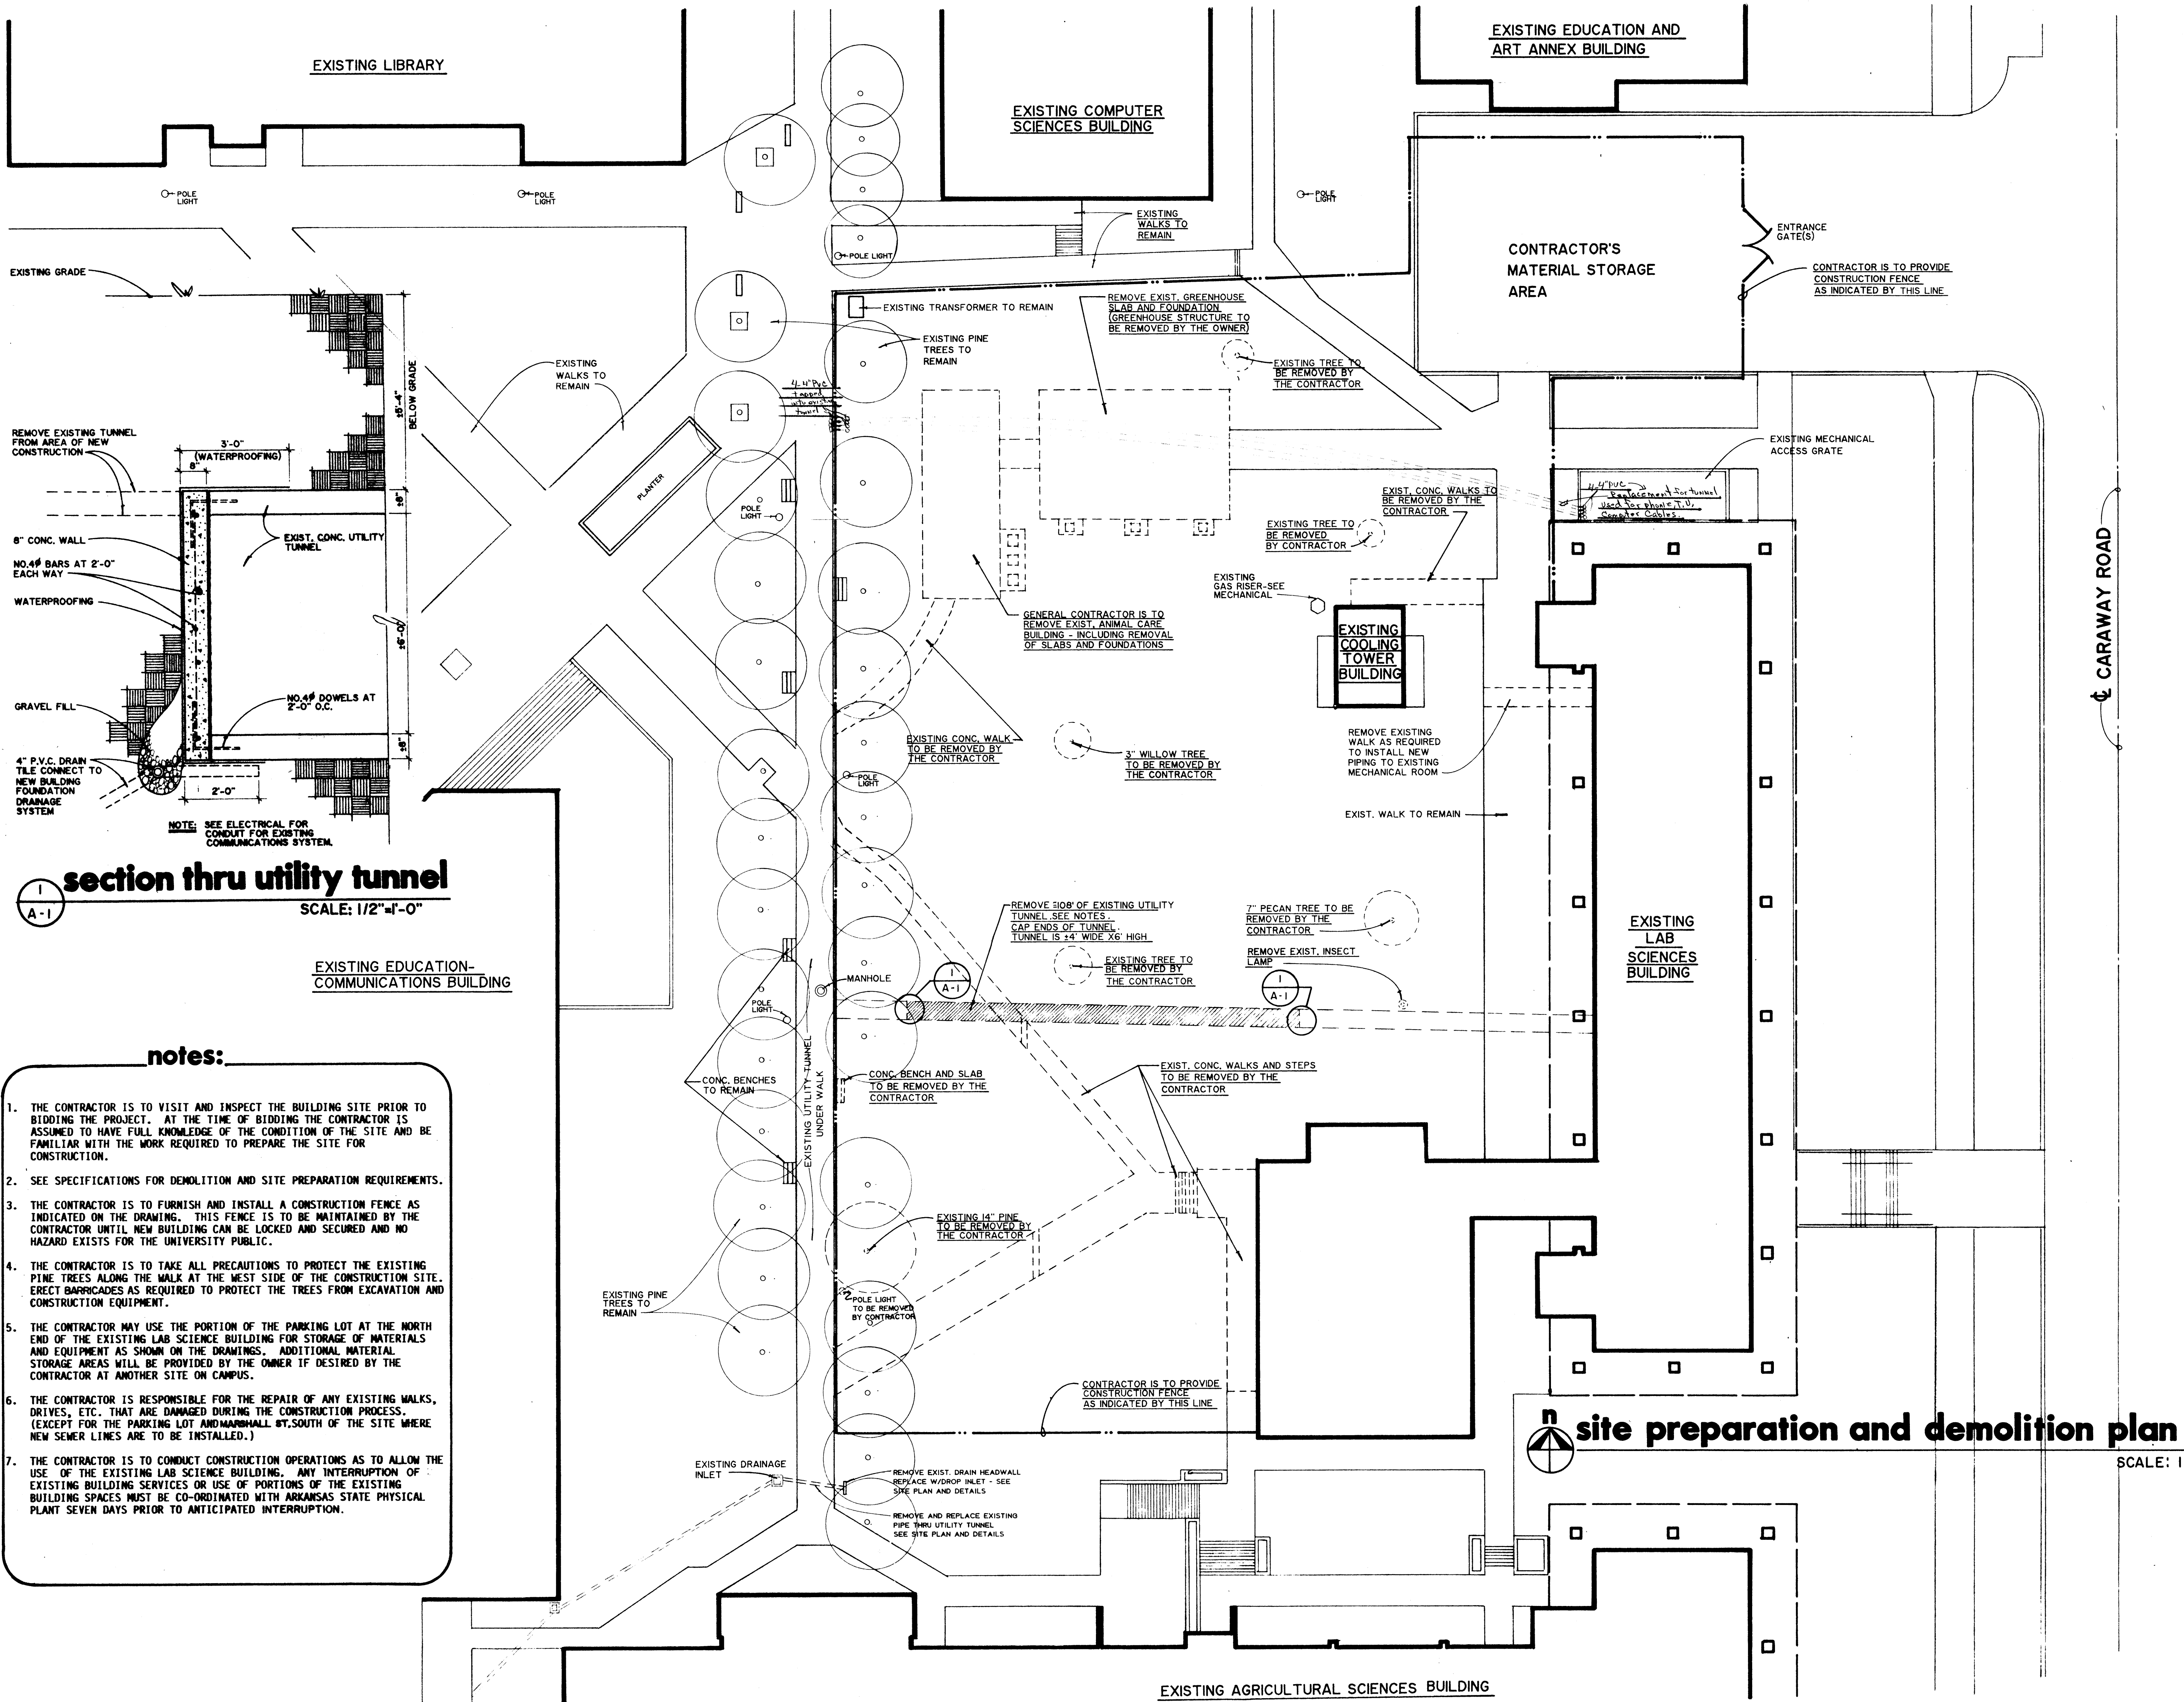 EXISTING LIBRARY
EXISTING COMPUTER
SCIENCES BUILDING
EXISTING EDUCATION AND
ART ANNEX BUILDING
POLE
LIGHT
POLE
LIGHT
POLE
LIGHT
POLE LIGHT
EXISTING
WALKS TO
REMAIN
CONTRACTOR'S
MATERIAL STORAGE
AREA
ENTRANCE
GATE(S)
CONTRACTOR IS TO PROVIDE
CONSTRUCTION FENCE
AS INDICATED BY THIS LINE
EXISTING GRADE
±5'-4"
BELOW GRADE
REMOVE EXISTING TUNNEL
FROM AREA OF NEW
CONSTRUCTION
3'-0"
(WATERPROOFING)
8"
±8"
8" CONC. WALL
EXIST. CONC. UTILITY
TUNNEL
NO.4Ø BARS AT 2'-0"
EACH WAY
WATERPROOFING
±6'-0"
GRAVEL FILL
NO.4Ø DOWELS AT
2'-0" O.C.
±8"
4" P.V.C. DRAIN
TILE CONNECT TO
NEW BUILDING
FOUNDATION
DRAINAGE
SYSTEM
2'-0"
NOTE: SEE ELECTRICAL FOR
CONDUIT FOR EXISTING
COMMUNICATIONS SYSTEM.
1
A-1
section thru utility tunnel
SCALE: 1/2"=1'-0"
EXISTING TRANSFORMER TO REMAIN
EXISTING PINE
TREES TO
REMAIN
EXISTING
WALKS TO
REMAIN
REMOVE EXIST. GREENHOUSE
SLAB AND FOUNDATION
(GREENHOUSE STRUCTURE TO
BE REMOVED BY THE OWNER)
EXISTING TREE TO
BE REMOVED BY
THE CONTRACTOR
4-4" Pvc
tapped
into existing
tunnel
PLANTER
POLE
LIGHT
EXISTING MECHANICAL
ACCESS GRATE
4-4" PVC
Replacement for tunnel
used for phone, T.V,
Computer Cables.
EXIST. CONC. WALKS TO
BE REMOVED BY THE
CONTRACTOR
EXISTING TREE TO
BE REMOVED
BY CONTRACTOR
EXISTING
GAS RISER-SEE
MECHANICAL
GENERAL CONTRACTOR IS TO
REMOVE EXIST. ANIMAL CARE
BUILDING - INCLUDING REMOVAL
OF SLABS AND FOUNDATIONS
EXISTING
COOLING
TOWER
BUILDING
℄ CARAWAY ROAD
EXISTING CONC. WALK
TO BE REMOVED BY
THE CONTRACTOR
3" WILLOW TREE
TO BE REMOVED BY
THE CONTRACTOR
REMOVE EXISTING
WALK AS REQUIRED
TO INSTALL NEW
PIPING TO EXISTING
MECHANICAL ROOM
POLE
LIGHT
EXIST. WALK TO REMAIN
REMOVE ±108' OF EXISTING UTILITY
TUNNEL. SEE NOTES.
CAP ENDS OF TUNNEL.
TUNNEL IS ±4' WIDE X6' HIGH
7" PECAN TREE TO BE
REMOVED BY THE
CONTRACTOR
EXISTING
LAB
SCIENCES
BUILDING
EXISTING TREE TO
BE REMOVED BY
THE CONTRACTOR
REMOVE EXIST. INSECT
LAMP
1
A-1
1
A-1
MANHOLE
POLE
LIGHT
EXISTING EDUCATION-
COMMUNICATIONS BUILDING
CONC. BENCHES
TO REMAIN
EXISTING UTILITY TUNNEL
UNDER WALK
CONC. BENCH AND SLAB
TO BE REMOVED BY THE
CONTRACTOR
EXIST. CONC. WALKS AND STEPS
TO BE REMOVED BY THE
CONTRACTOR
EXISTING 14" PINE
TO BE REMOVED BY
THE CONTRACTOR
EXISTING PINE
TREES TO
REMAIN
2
POLE LIGHT
TO BE REMOVED
BY CONTRACTOR
CONTRACTOR IS TO PROVIDE
CONSTRUCTION FENCE
AS INDICATED BY THIS LINE
EXISTING DRAINAGE
INLET
REMOVE EXIST. DRAIN HEADWALL
REPLACE W/DROP INLET - SEE
SITE PLAN AND DETAILS
REMOVE AND REPLACE EXISTING
PIPE THRU UTILITY TUNNEL
SEE SITE PLAN AND DETAILS
notes:
1. THE CONTRACTOR IS TO VISIT AND INSPECT THE BUILDING SITE PRIOR TO
BIDDING THE PROJECT. AT THE TIME OF BIDDING THE CONTRACTOR IS
ASSUMED TO HAVE FULL KNOWLEDGE OF THE CONDITION OF THE SITE AND BE
FAMILIAR WITH THE WORK REQUIRED TO PREPARE THE SITE FOR
CONSTRUCTION.
2. SEE SPECIFICATIONS FOR DEMOLITION AND SITE PREPARATION REQUIREMENTS.
3. THE CONTRACTOR IS TO FURNISH AND INSTALL A CONSTRUCTION FENCE AS
INDICATED ON THE DRAWING. THIS FENCE IS TO BE MAINTAINED BY THE
CONTRACTOR UNTIL NEW BUILDING CAN BE LOCKED AND SECURED AND NO
HAZARD EXISTS FOR THE UNIVERSITY PUBLIC.
4. THE CONTRACTOR IS TO TAKE ALL PRECAUTIONS TO PROTECT THE EXISTING
PINE TREES ALONG THE WALK AT THE WEST SIDE OF THE CONSTRUCTION SITE.
ERECT BARRICADES AS REQUIRED TO PROTECT THE TREES FROM EXCAVATION AND
CONSTRUCTION EQUIPMENT.
5. THE CONTRACTOR MAY USE THE PORTION OF THE PARKING LOT AT THE NORTH
END OF THE EXISTING LAB SCIENCE BUILDING FOR STORAGE OF MATERIALS
AND EQUIPMENT AS SHOWN ON THE DRAWINGS. ADDITIONAL MATERIAL
STORAGE AREAS WILL BE PROVIDED BY THE OWNER IF DESIRED BY THE
CONTRACTOR AT ANOTHER SITE ON CAMPUS.
6. THE CONTRACTOR IS RESPONSIBLE FOR THE REPAIR OF ANY EXISTING WALKS,
DRIVES, ETC. THAT ARE DAMAGED DURING THE CONSTRUCTION PROCESS.
(EXCEPT FOR THE PARKING LOT AND MARSHALL ST. SOUTH OF THE SITE WHERE
NEW SEWER LINES ARE TO BE INSTALLED.)
7. THE CONTRACTOR IS TO CONDUCT CONSTRUCTION OPERATIONS AS TO ALLOW THE
USE OF THE EXISTING LAB SCIENCE BUILDING. ANY INTERRUPTION OF
EXISTING BUILDING SERVICES OR USE OF PORTIONS OF THE EXISTING
BUILDING SPACES MUST BE CO-ORDINATED WITH ARKANSAS STATE PHYSICAL
PLANT SEVEN DAYS PRIOR TO ANTICIPATED INTERRUPTION.
n
site preparation and demolition plan
SCALE: 1
EXISTING AGRICULTURAL SCIENCES BUILDING